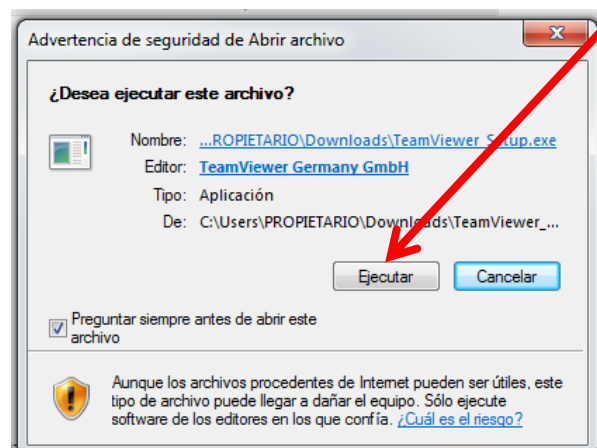 Advertencia de seguridad de Abrir archivo
¿Desea ejecutar este archivo?
Nombre: ...ROPIETARIO\Downloads\TeamViewer_Setup.exe
Editor: TeamViewer Germany GmbH
Tipo: Aplicación
De: C:\Users\PROPIETARIO\Downloads\TeamViewer_...
Ejecutar Cancelar
Preguntar siempre antes de abrir este
archivo
Aunque los archivos procedentes de Internet pueden ser útiles, este
tipo de archivo puede llegar a dañar el equipo. Sólo ejecute
software de los editores en los que confía. ¿Cuál es el riesgo?